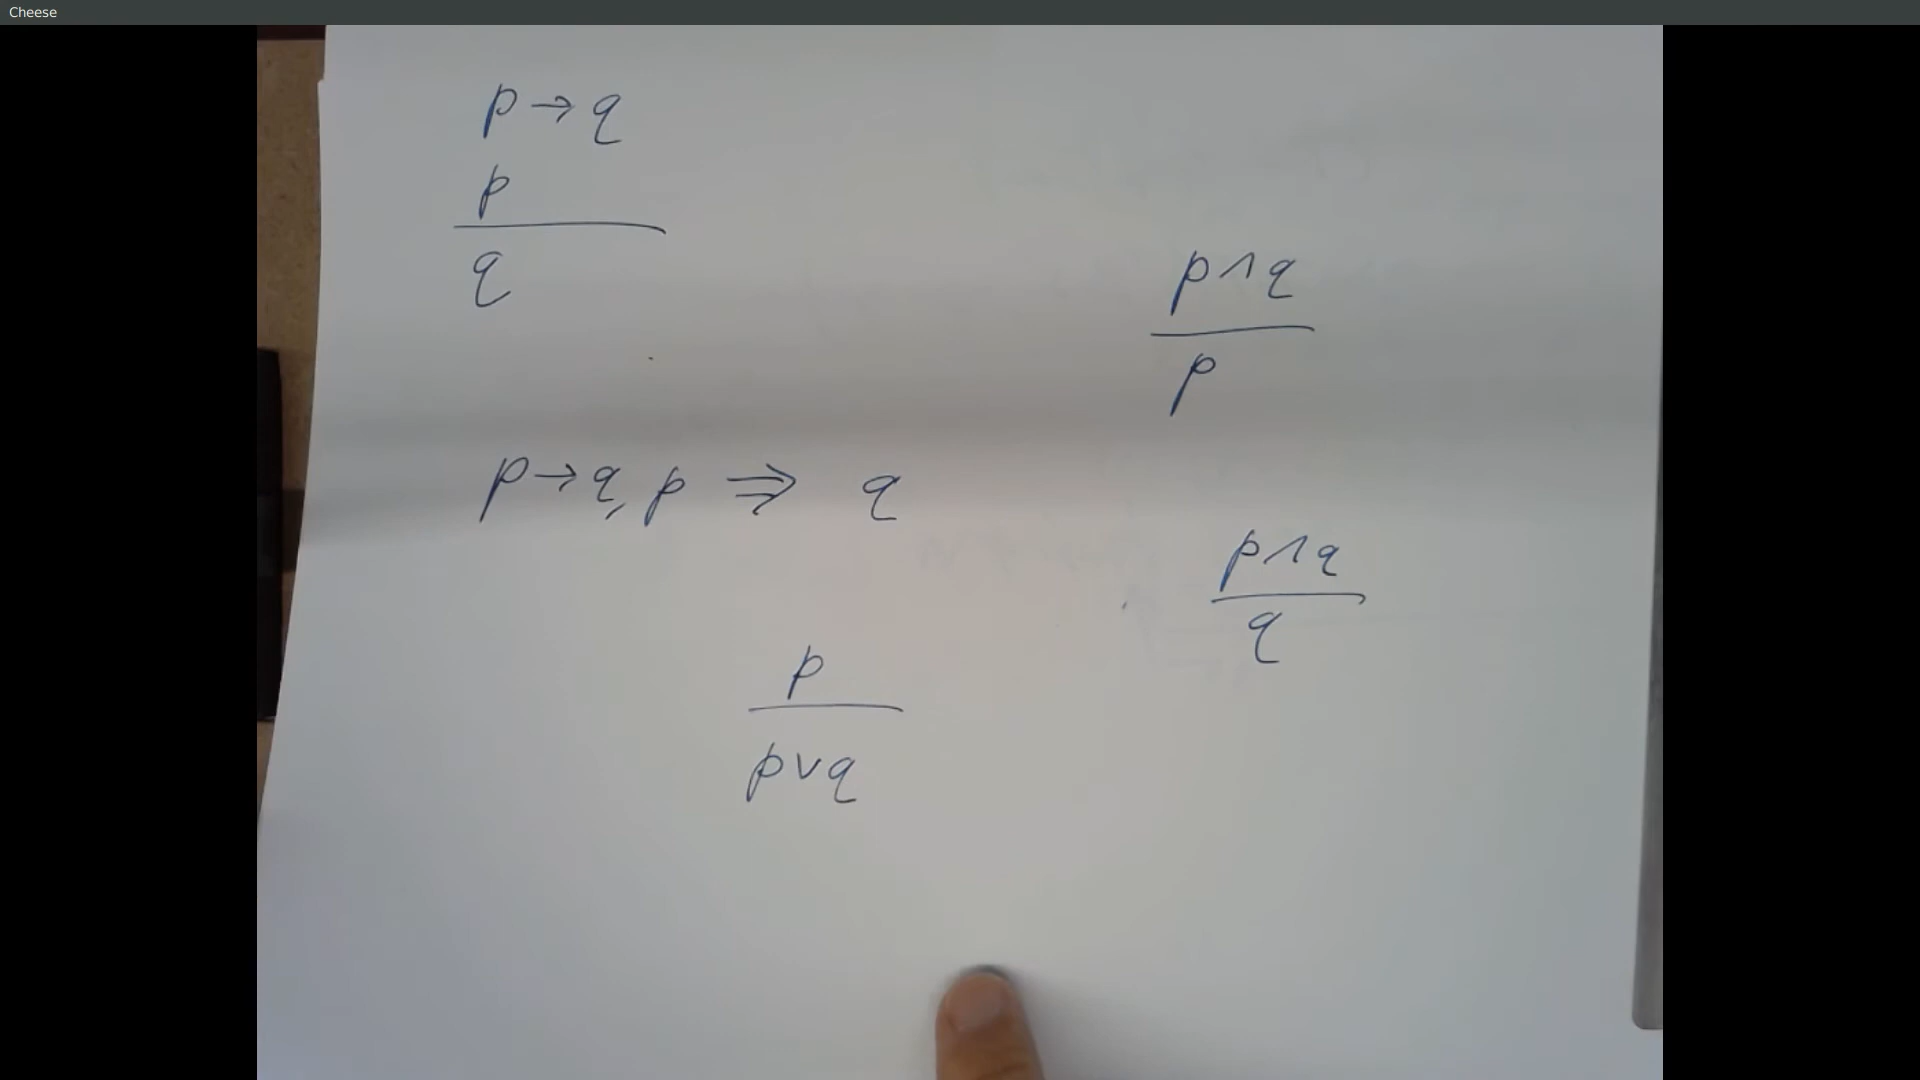 Cheese
p → q
p
q
p ∧ q
p
p → q, p ⇒ q
p ∧ q
q
p
p ∨ q